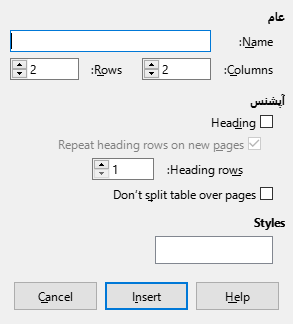 عام
:Name
:Columns 2 :Rows 2
آپشنس
Heading
Repeat heading rows on new pages
:Heading rows 1
Don't split table over pages
Styles
Cancel Insert Help